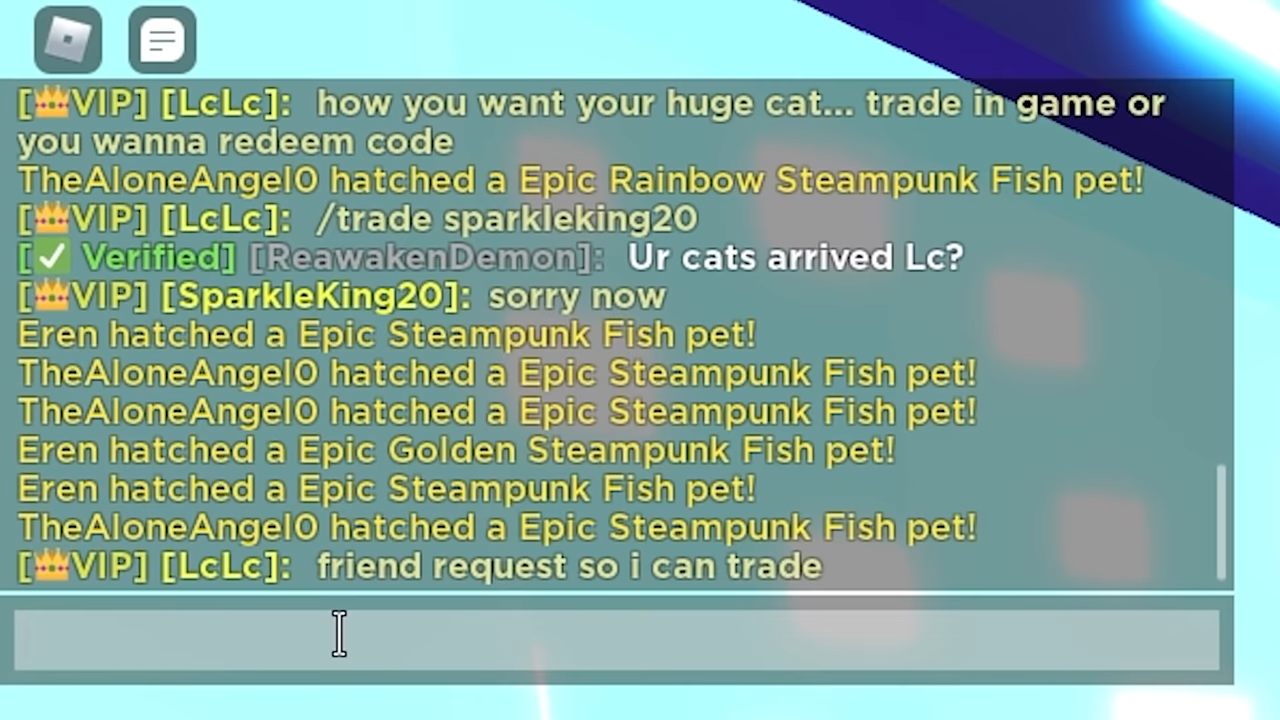 [👑VIP] [LcLc]: how you want your huge cat... trade in game or
you wanna redeem code
TheAloneAngel0 hatched a Epic Rainbow Steampunk Fish pet!
[👑VIP] [LcLc]: /trade sparkleking20
[✅ Verified] [ReawakenDemon]: Ur cats arrived Lc?
[👑VIP] [SparkleKing20]: sorry now
Eren hatched a Epic Steampunk Fish pet!
TheAloneAngel0 hatched a Epic Steampunk Fish pet!
TheAloneAngel0 hatched a Epic Steampunk Fish pet!
Eren hatched a Epic Golden Steampunk Fish pet!
Eren hatched a Epic Steampunk Fish pet!
TheAloneAngel0 hatched a Epic Steampunk Fish pet!
[👑VIP] [LcLc]: friend request so i can trade